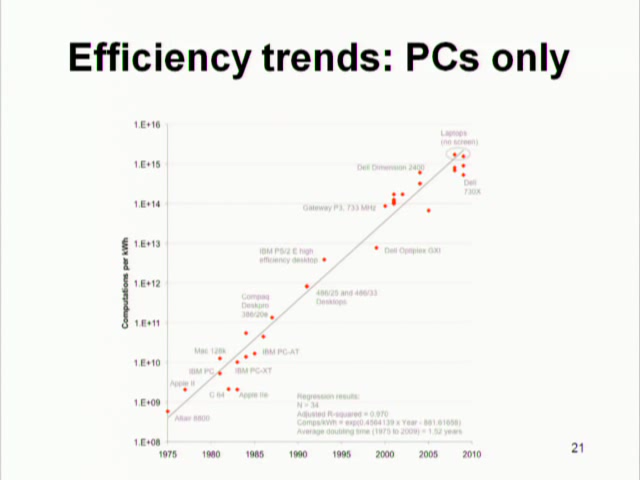 Efficiency trends: PCs only
Laptops
(no screen)
1.E+16
1.E+15
Dell Dimension 2400
Dell
730X
1.E+14
Gateway P3, 733 MHz
1.E+13
IBM PS/2 E high
efficiency desktop
Dell Optiplex GXI
1.E+12
486/25 and 486/33
Desktops
Compaq
Deskpro
386/20e
1.E+11
Mac 128k
IBM PC-AT
1.E+10
IBM PC
IBM PC-XT
Apple II
C 64
Apple IIe
1.E+09
Altair 8800
1.E+08
Computations per kWh
Regression results:
N = 34
Adjusted R-squared = 0.970
Comps/kWh = exp(0.4564139 x Year - 881.61656)
Average doubling time (1975 to 2009) = 1.52 years
1975 1980 1985 1990 1995 2000 2005 2010
21